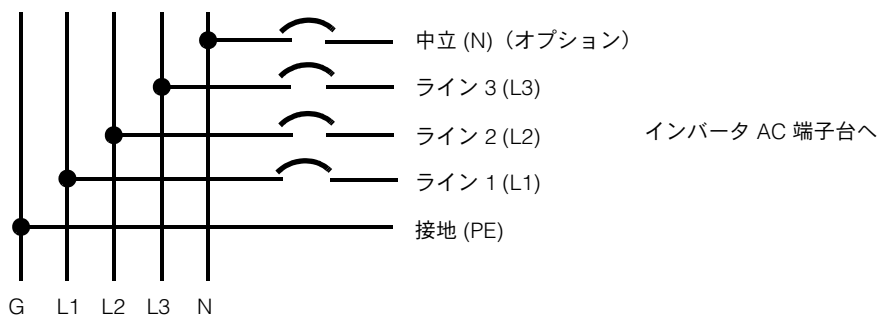 中立 (N)（オプション）
ライン 3 (L3)
ライン 2 (L2)
インバータ AC 端子台へ
ライン 1 (L1)
接地 (PE)
G L1 L2 L3 N